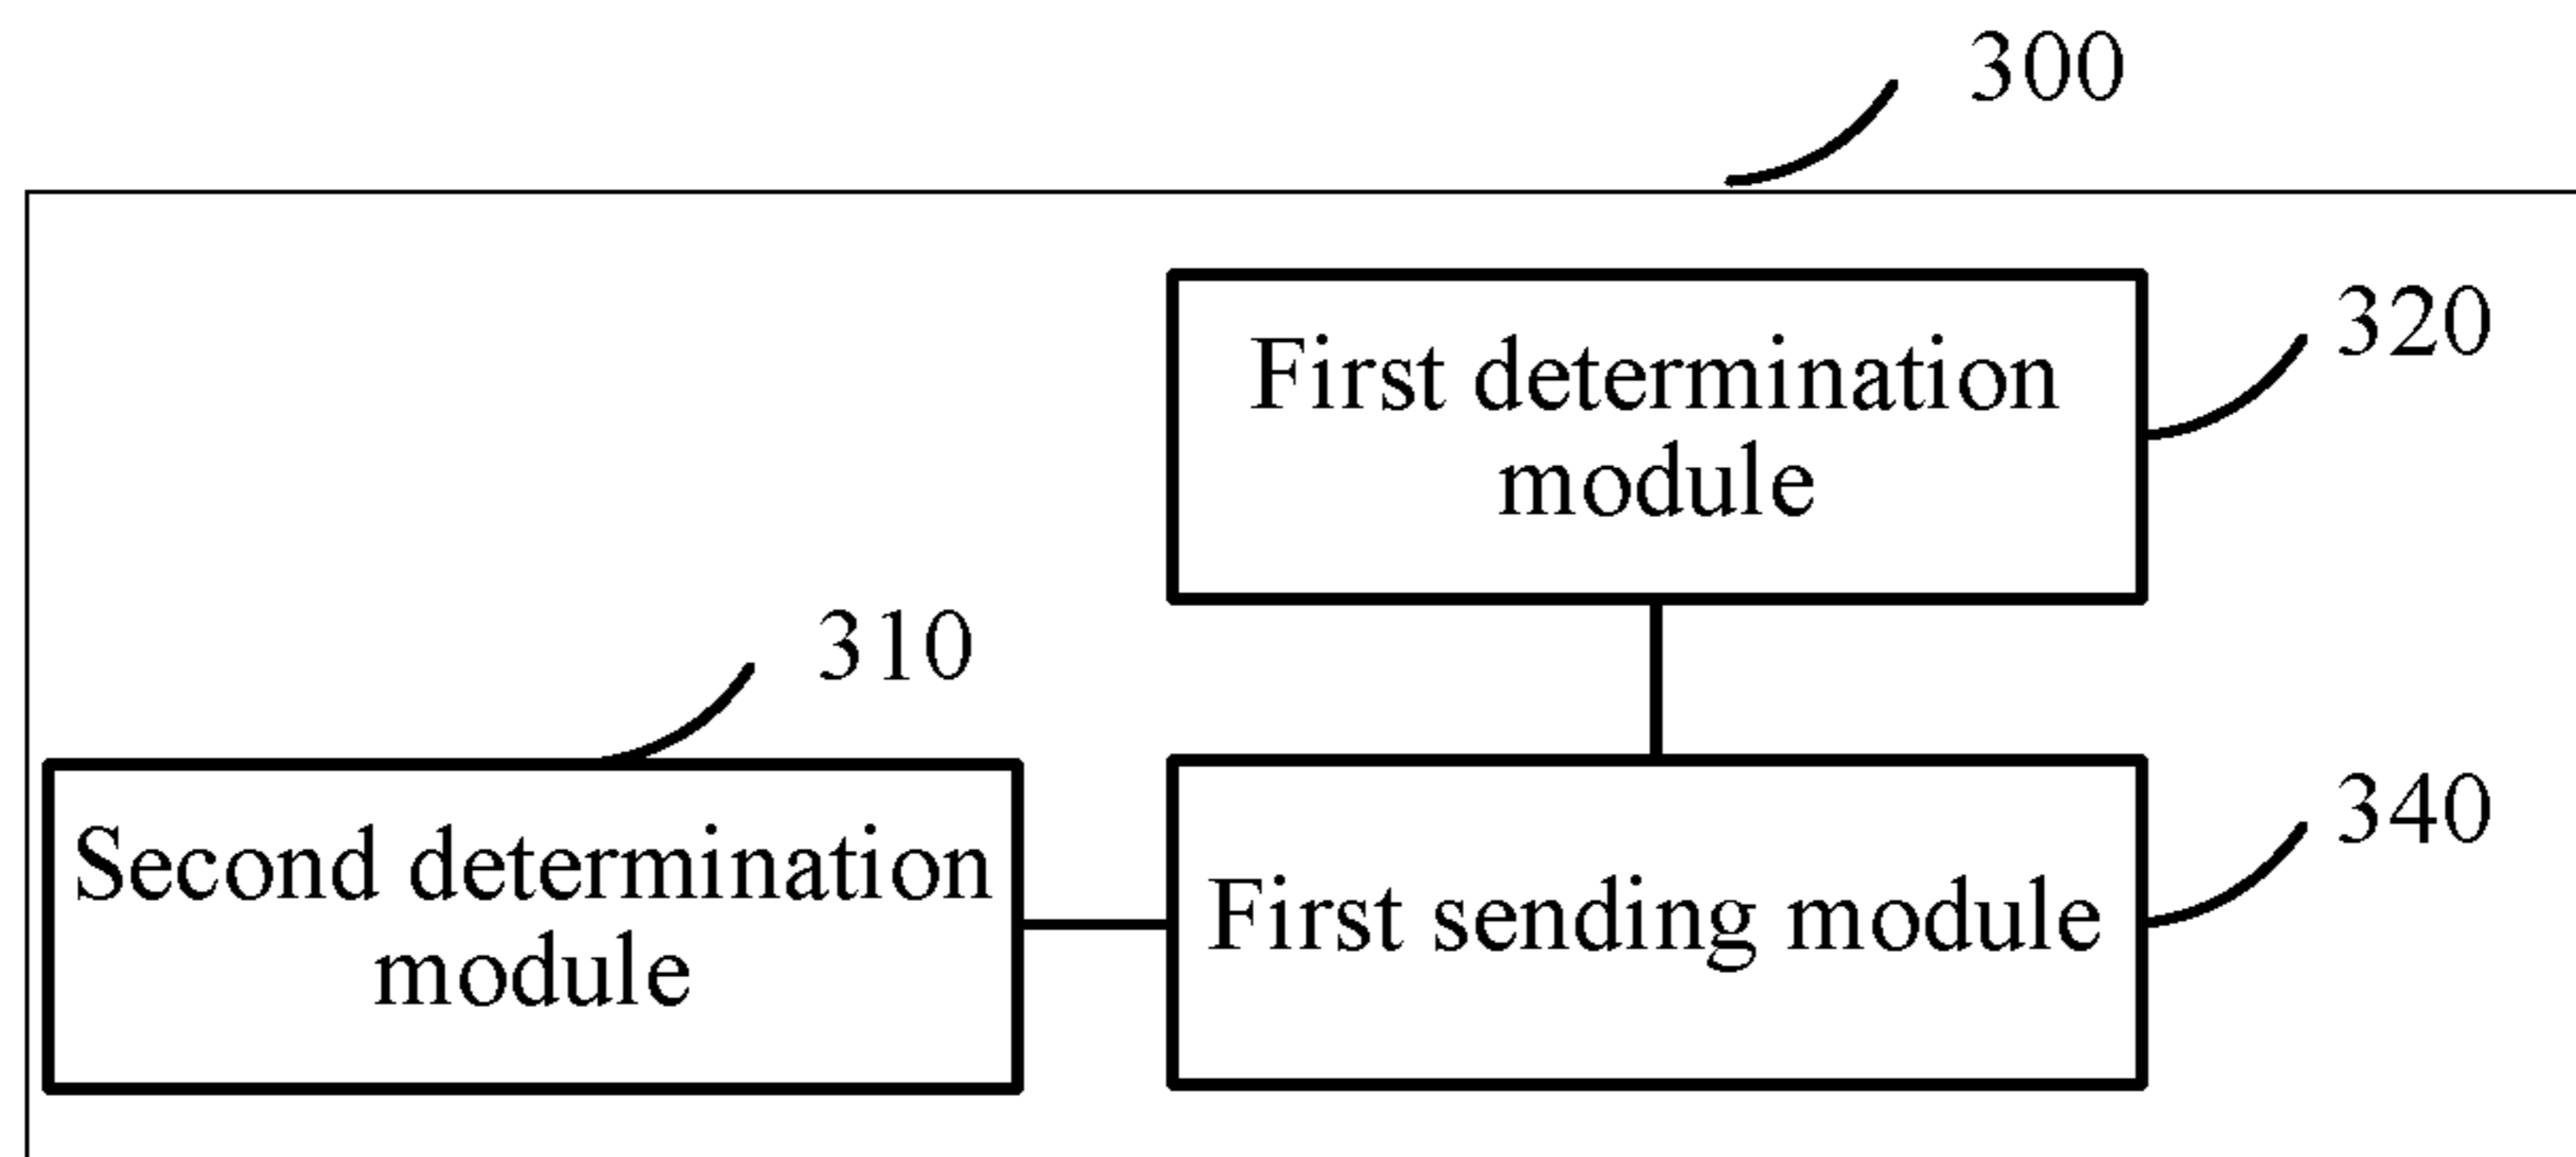 300
First determination
module
320
310
Second determination
module
First sending module
340